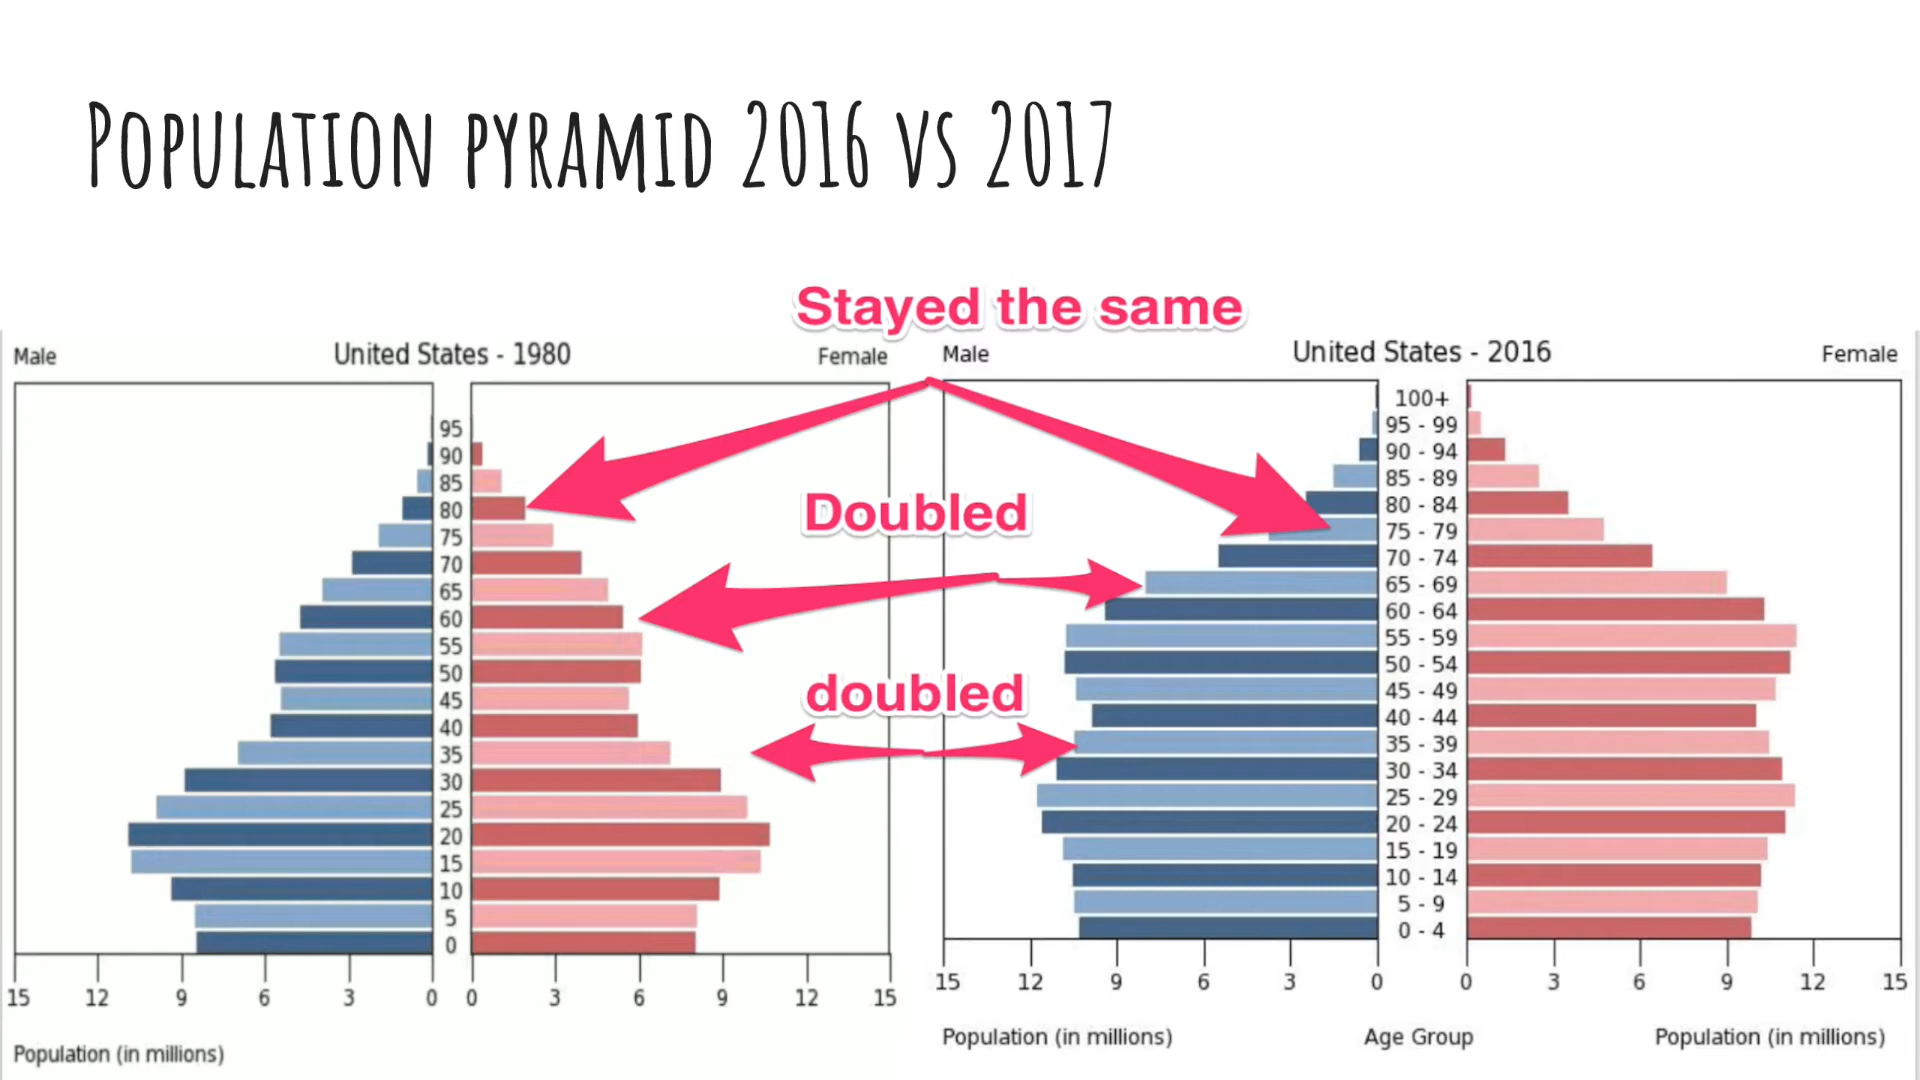 Population pyramid 2016 vs 2017
Stayed the same
Male United States - 1980 Female
Male United States - 2016 Female
Doubled
doubled
95
90
85
80
75
70
65
60
55
50
45
40
35
30
25
20
15
10
5
0
15 12 9 6 3 0 0 3 6 9 12 15
Population (in millions)
100+
95 - 99
90 - 94
85 - 89
80 - 84
75 - 79
70 - 74
65 - 69
60 - 64
55 - 59
50 - 54
45 - 49
40 - 44
35 - 39
30 - 34
25 - 29
20 - 24
15 - 19
10 - 14
5 - 9
0 - 4
15 12 9 6 3 0 0 3 6 9 12 15
Population (in millions) Age Group Population (in millions)